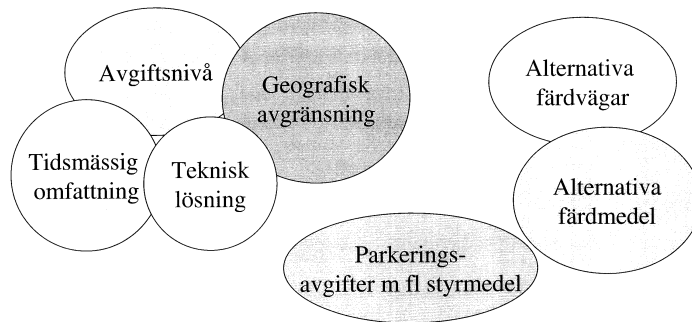 Avgiftsnivå
Geografisk
avgränsning
Tidsmässig
omfattning
Teknisk
lösning
Alternativa
färdvägar
Alternativa
färdmedel
Parkerings-
avgifter m fl styrmedel